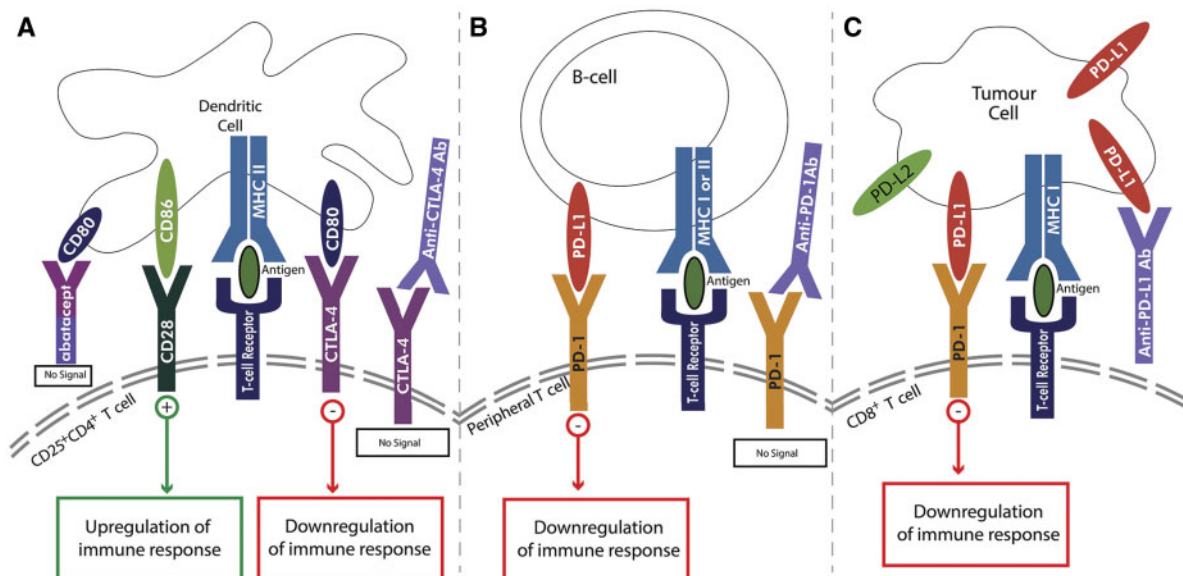 A
Dendritic
Cell
CD80
CD86
MHC II
CD80
Anti-CTLA-4 Ab
Antigen
abatacept
CD28
T-cell Receptor
CTLA-4
CTLA-4
No Signal
+
-
No Signal
CD25+CD4+ T cell
Upregulation of
immune response
Downregulation
of immune response
B
B-cell
PD-L1
MHC I or II
Anti-PD-1Ab
Antigen
PD-1
T-cell Receptor
PD-1
Peripheral T cell
-
No Signal
Downregulation
of immune response
C
PD-L1
Tumour
Cell
PD-L1
PD-L2
PD-L1
MHC I
Antigen
Anti-PD-L1 Ab
PD-1
T-cell Receptor
CD8+ T cell
-
Downregulation
of immune response